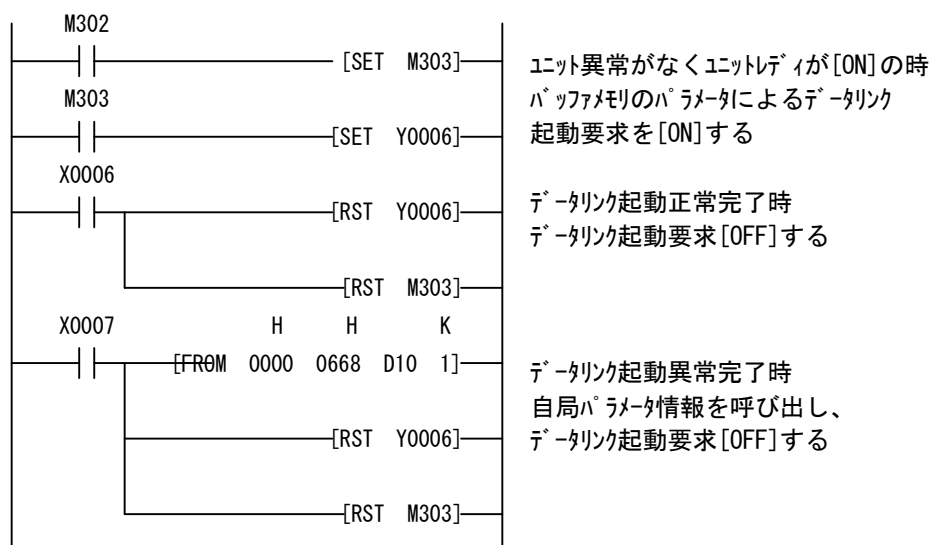 M302
[SET M303] ﾕﾆｯﾄ異常がなくﾕﾆｯﾄﾚﾃﾞｨが[ON]の時
M303 ﾊﾞｯﾌｧﾒﾓﾘのﾊﾟﾗﾒｰﾀによるﾃﾞｰﾀﾘﾝｸ
[SET Y0006] 起動要求を[ON]する
X0006
[RST Y0006] ﾃﾞｰﾀﾘﾝｸ起動正常完了時
ﾃﾞｰﾀﾘﾝｸ起動要求[OFF]する
[RST M303]
X0007 H H K
[FROM 0000 0668 D10 1] ﾃﾞｰﾀﾘﾝｸ起動異常完了時
自局ﾊﾟﾗﾒｰﾀ情報を呼び出し、
[RST Y0006] ﾃﾞｰﾀﾘﾝｸ起動要求[OFF]する
[RST M303]